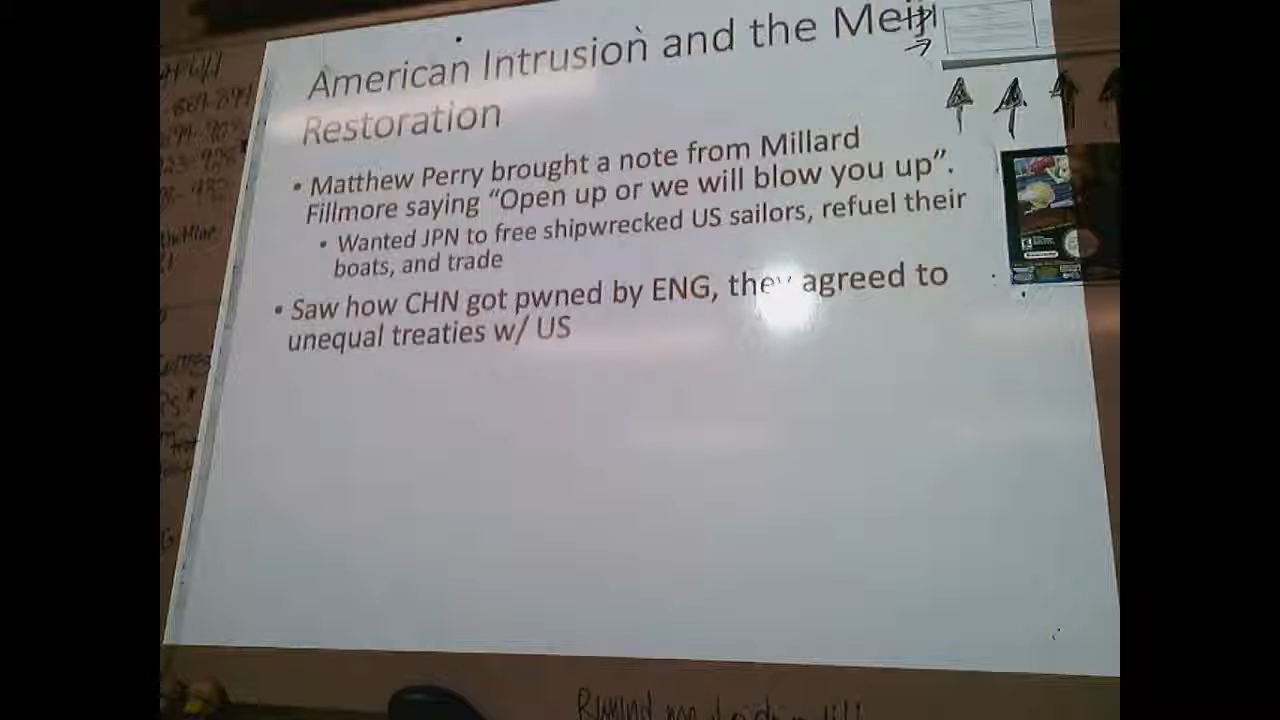 American Intrusion and the Meiji
Restoration
• Matthew Perry brought a note from Millard
Fillmore saying “Open up or we will blow you up”.
• Wanted JPN to free shipwrecked US sailors, refuel their
boats, and trade
• Saw how CHN got pwned by ENG, they agreed to
unequal treaties w/ US
Remind me